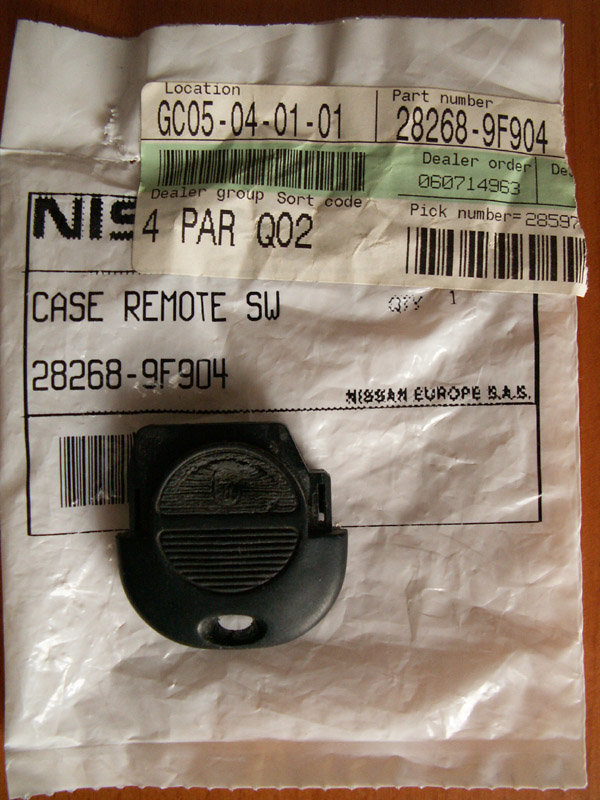 Location
GC05-04-01-01
Part number
28268-9F904
Dealer order
060714963
De
Dealer group Sort code
4 PAR Q02
Pick number= 28597
NIS
CASE REMOTE SW
QTY 1
28268-9F904
NISSAN EUROPE S.A.S.